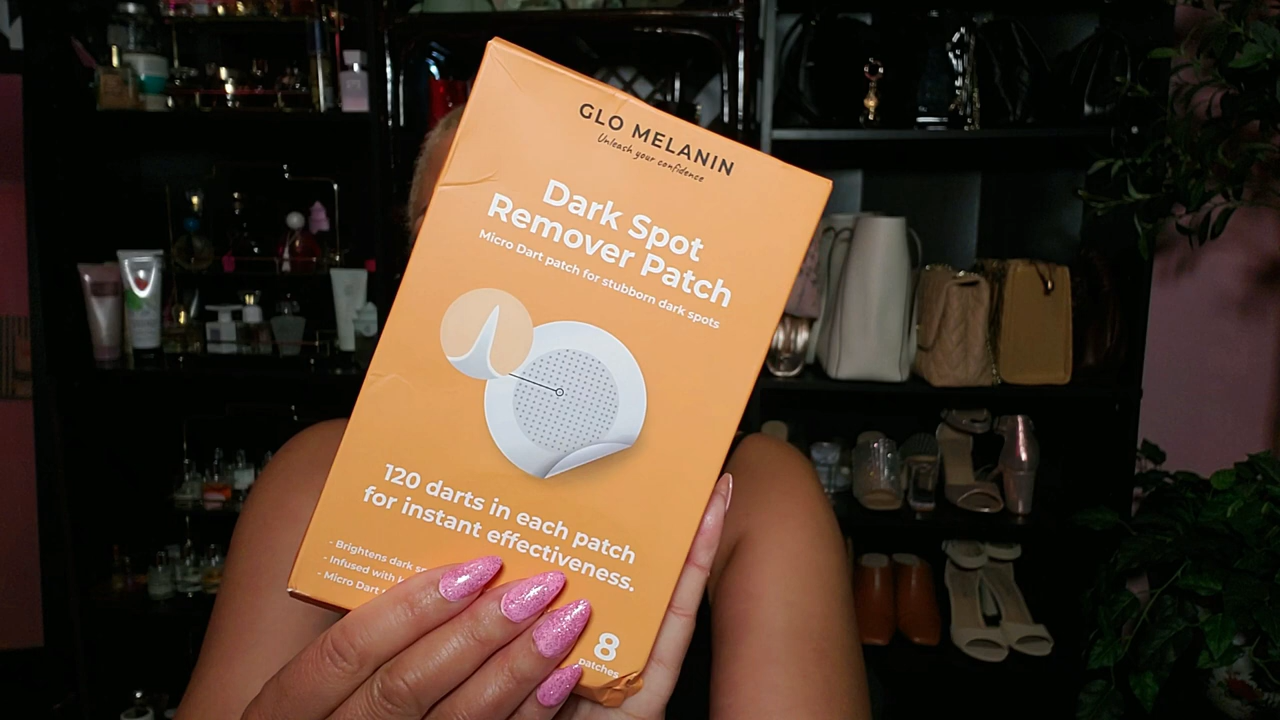 GLO MELANIN
Unleash your confidence
Dark Spot
Remover Patch
Micro Dart patch for stubborn dark spots
120 darts in each patch
for instant effectiveness.
- Brightens dark
- Infused with
- Micro Dart
8
patches